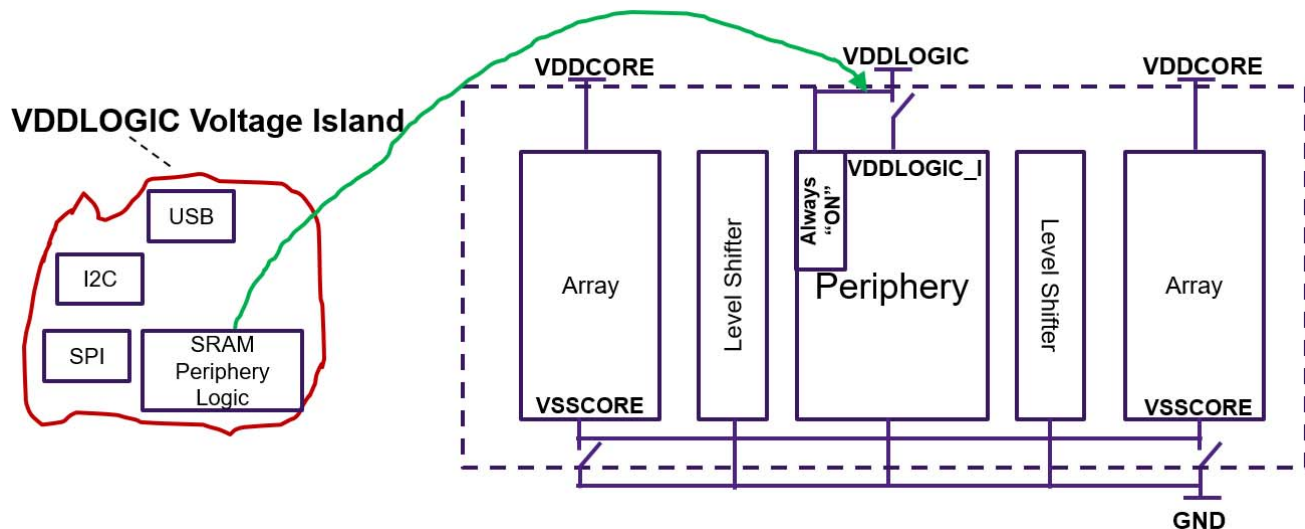 VDDLOGIC Voltage Island
USB
I2C
SPI
SRAM
Periphery
Logic
VDDCORE
VDDLOGIC
VDDCORE
Array
Level Shifter
Always
"ON"
VDDLOGIC_I
Periphery
Level Shifter
Array
VSSCORE
VSSCORE
GND